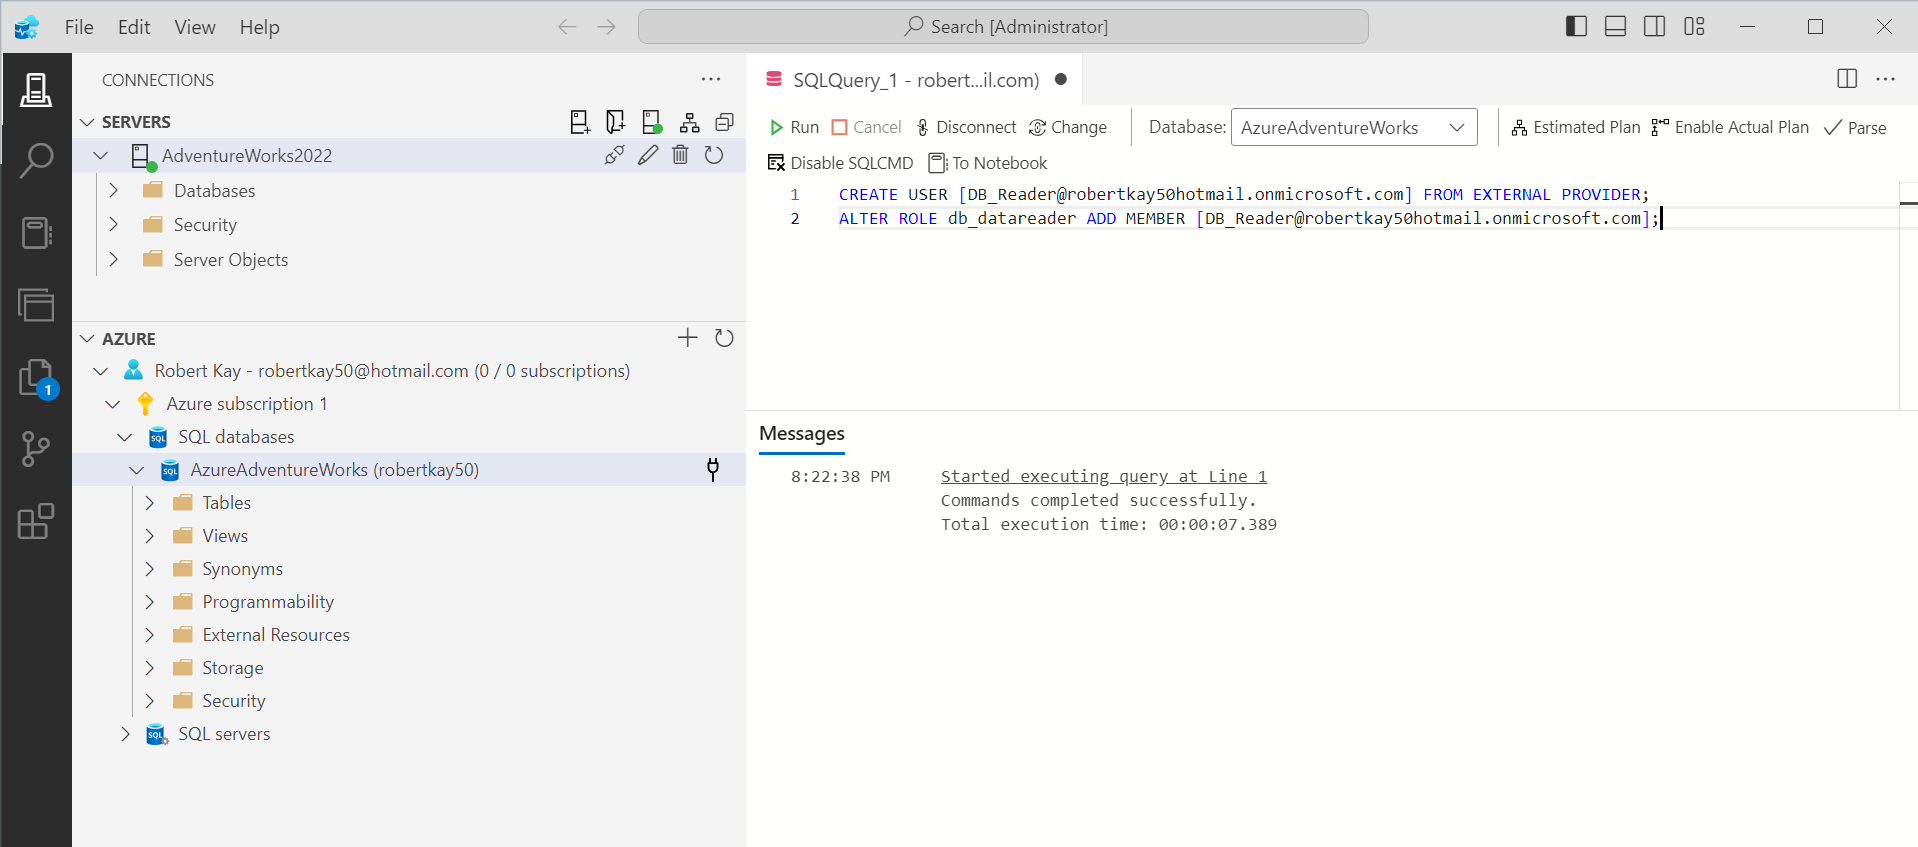 File Edit View Help
Search [Administrator]
CONNECTIONS
SERVERS
AdventureWorks2022
Databases
Security
Server Objects
AZURE
Robert Kay - robertkay50@hotmail.com (0 / 0 subscriptions)
Azure subscription 1
SQL databases
AzureAdventureWorks (robertkay50)
Tables
Views
Synonyms
Programmability
External Resources
Storage
Security
SQL servers
1
SQLQuery_1 - robert...il.com)
Run Cancel Disconnect Change Database: AzureAdventureWorks Estimated Plan Enable Actual Plan Parse
Disable SQLCMD To Notebook
1 CREATE USER [DB_Reader@robertkay50hotmail.onmicrosoft.com] FROM EXTERNAL PROVIDER;
2 ALTER ROLE db_datareader ADD MEMBER [DB_Reader@robertkay50hotmail.onmicrosoft.com];
Messages
8:22:38 PM Started executing query at Line 1
Commands completed successfully.
Total execution time: 00:00:07.389